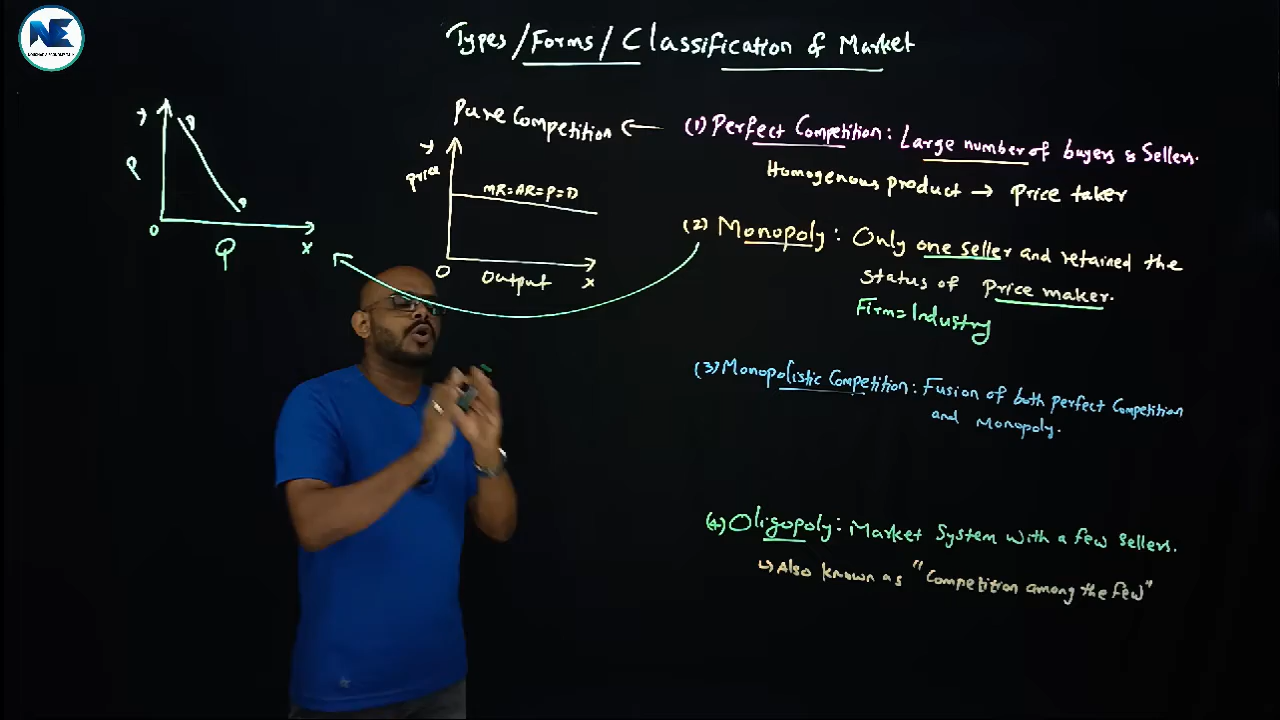 NE
Types/Forms/Classification of Market
Pure Competition
(1) Perfect Competition: Large number of buyers & Sellers.
Homogenous product → Price taker
y
Price
MR=AR=P=D
O
Output
x
y
P
O
Q
x
(2) Monopoly: Only one seller and retained the
status of Price maker.
Firm=Industry
(3) Monopolistic Competition: Fusion of both perfect Competition
and Monopoly.
(4) Oligopoly: Market System with a few sellers.
↳ Also known as "Competition among the few"